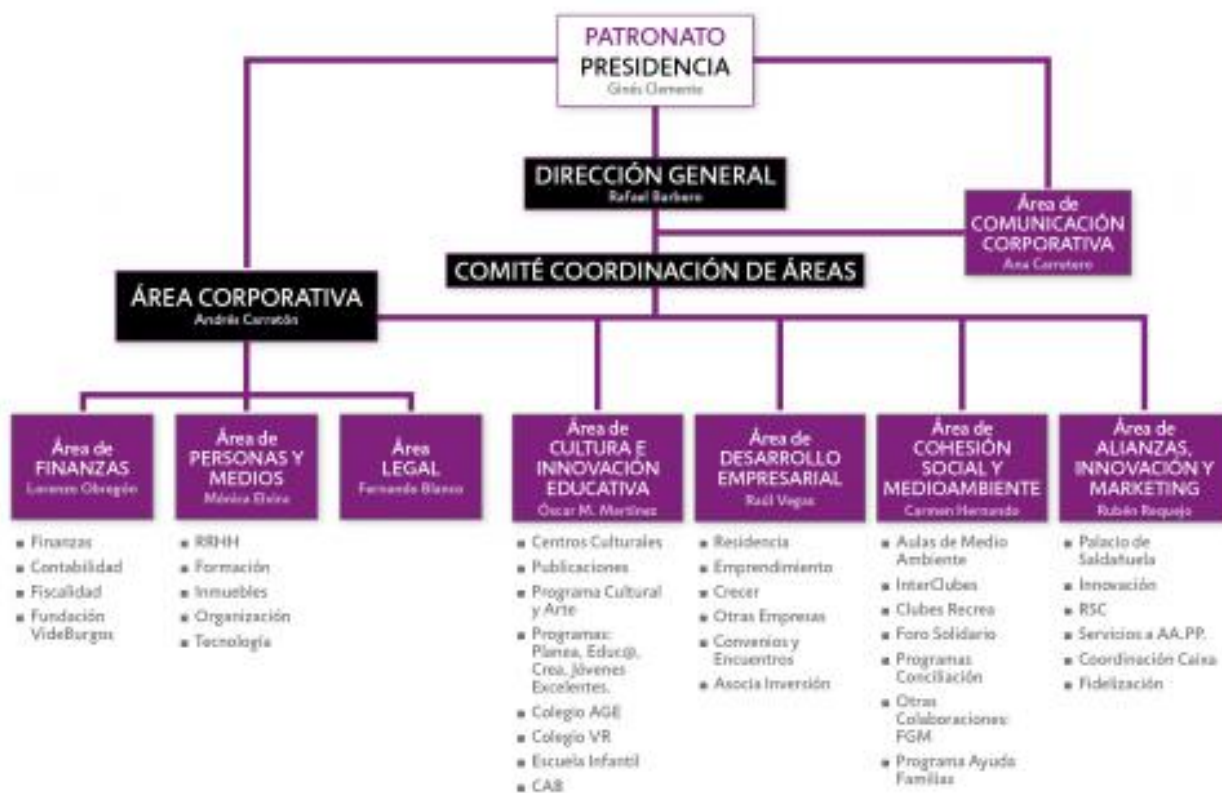 PATRONATO
PRESIDENCIA
Ginés Clemente
DIRECCIÓN GENERAL
Rafael Barbero
Área de
COMUNICACIÓN
CORPORATIVA
Ana Carretero
COMITÉ COORDINACIÓN DE ÁREAS
ÁREA CORPORATIVA
Andrés Carretón
Área de
FINANZAS
Lorenzo Obregón
Finanzas
Contabilidad
Fiscalidad
Fundación
VideBurgos
Área de
PERSONAS Y
MEDIOS
Mónica Elvira
RRHH
Formación
Inmuebles
Organización
Tecnología
Área
LEGAL
Fernando Blanco
Área de
CULTURA E
INNOVACIÓN
EDUCATIVA
Óscar M. Martínez
Centros Culturales
Publicaciones
Programa Cultural
y Arte
Programas:
Planea, Educ@,
Crea, Jóvenes
Excelentes.
Colegio AGE
Colegio VR
Escuela Infantil
CAB
Área de
DESARROLLO
EMPRESARIAL
Raúl Vegas
Residencia
Emprendimiento
Crecer
Otras Empresas
Convenios y
Encuentros
Asocia Inversión
Área de
COHESIÓN
SOCIAL Y
MEDIOAMBIENTE
Carmen Hernando
Aulas de Medio
Ambiente
InterClubes
Clubes Recrea
Foro Solidario
Programas
Conciliación
Otras
Colaboraciones:
FGM
Programa Ayuda
Familias
Área de
ALIANZAS,
INNOVACIÓN Y
MARKETING
Rubén Requejo
Palacio de
Saldañuela
Innovación
RSC
Servicios a AA.PP.
Coordinación Caixa
Fidelización